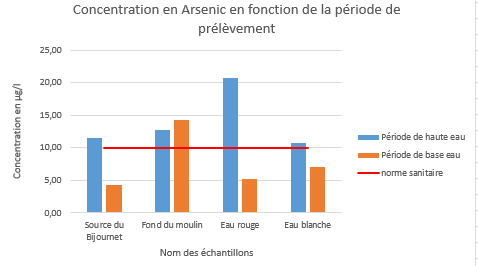 Concentration en Arsenic en fonction de la période de
prélèvement
25,00
20,00
15,00
10,00
5,00
0,00
Concentration en µg/l
Source du
Bijournet
Fond du moulin
Eau rouge
Eau blanche
Nom des échantillons
Période de haute eau
Période de base eau
norme sanitaire